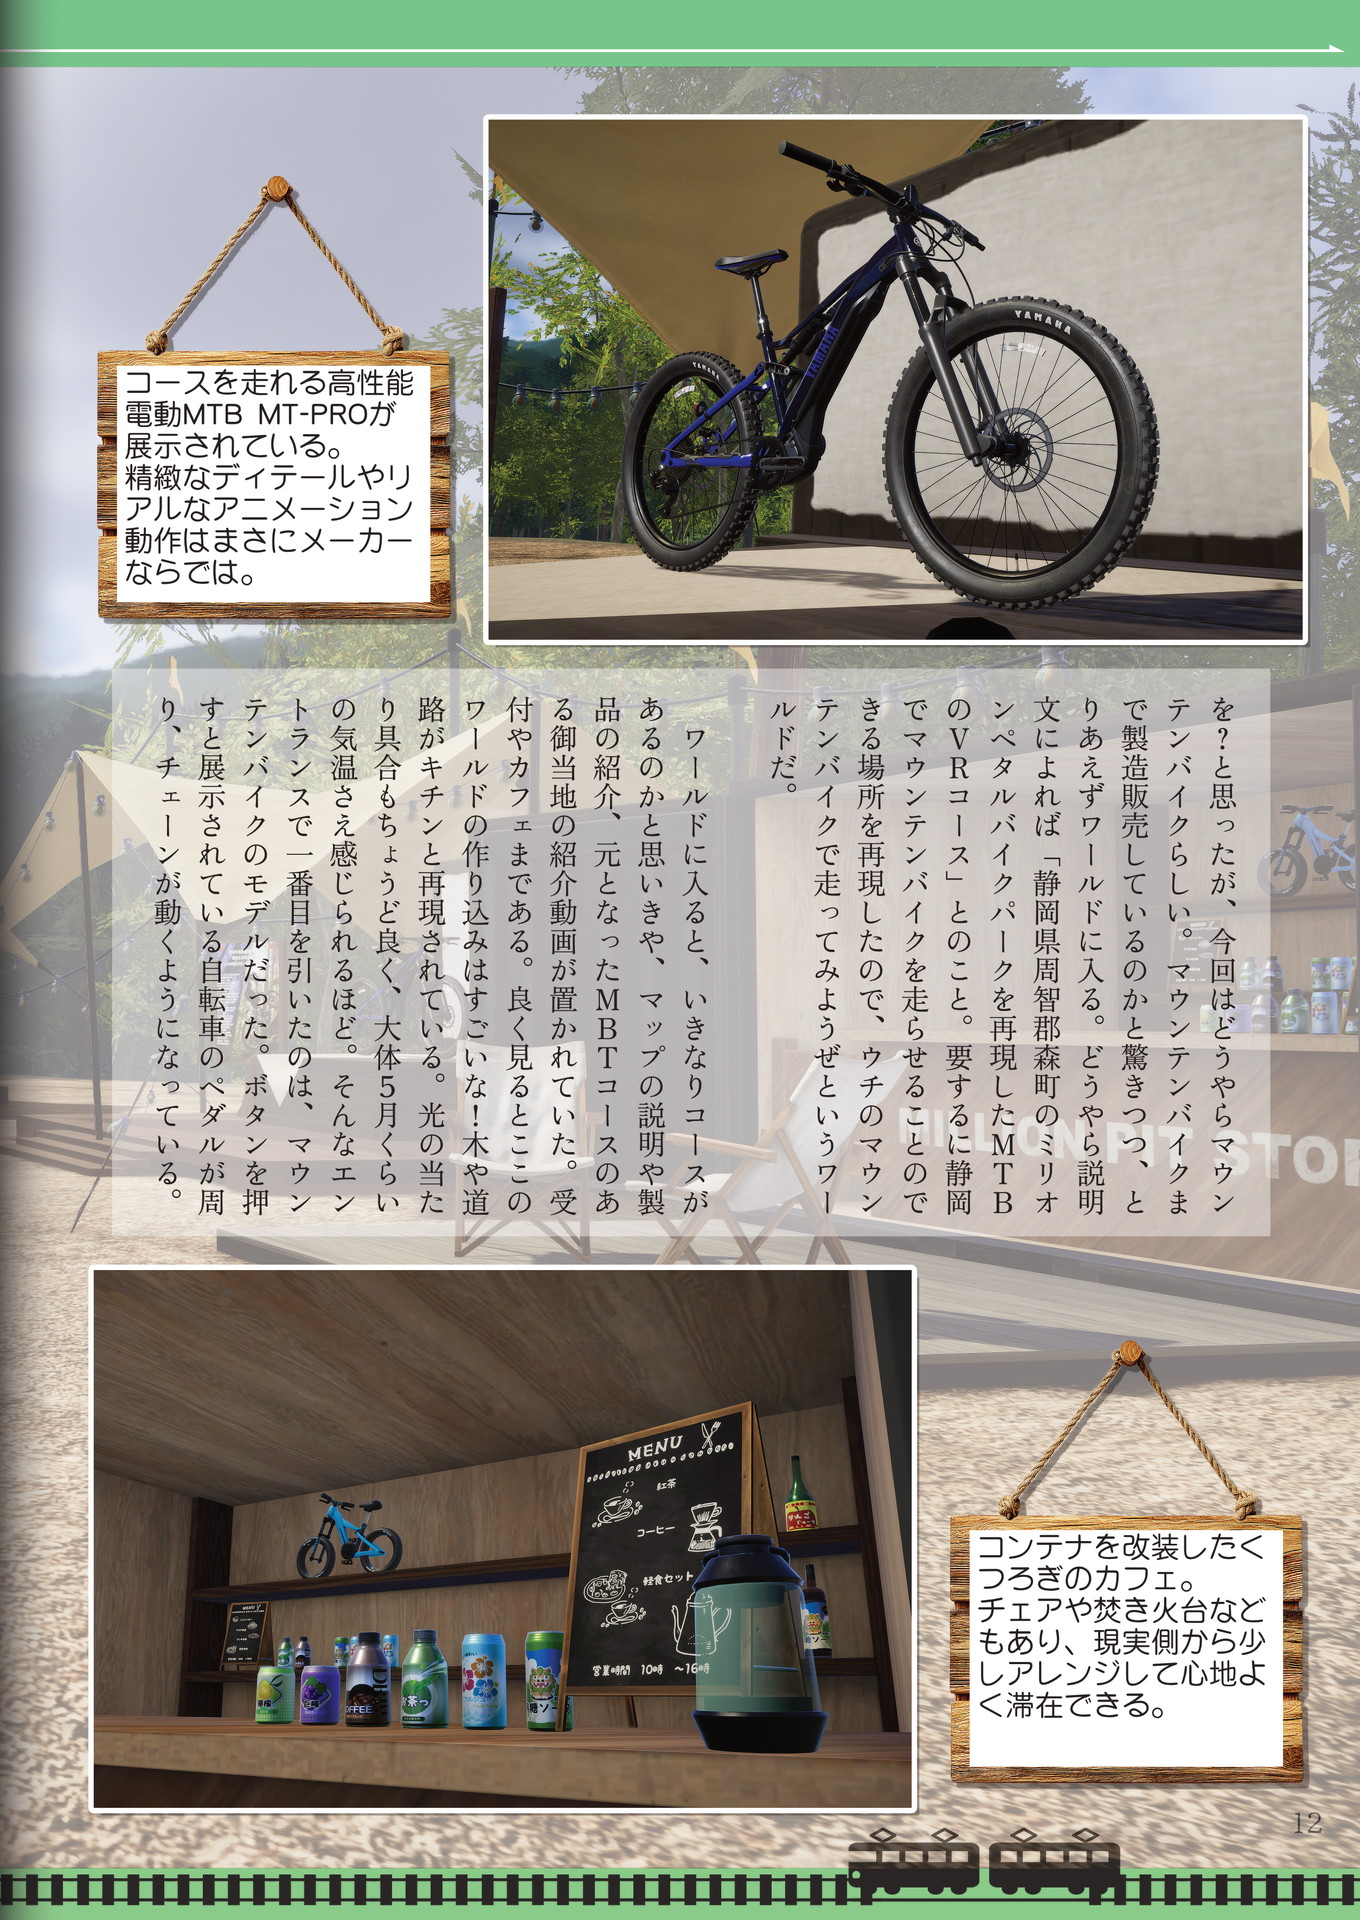 YAMAHA
YAMAHA
YAMAHA
コースを走れる高性能
電動MTB MT-PROが
展示されている。
精緻なディテールやリ
アルなアニメーション
動作はまさにメーカー
ならでは。
を?と思ったが、今回はどうやらマウン
テンバイクらしい。マウンテンバイクま
で製造販売しているのかと驚きつつ、と
りあえずワールドに入る。どうやら説明
文によれば「静岡県周智郡森町のミリオ
ンペタルバイクパークを再現したMTB
のVRコース」とのこと。要するに静岡
でマウンテンバイクを走らせることので
きる場所を再現したので、ウチのマウン
テンバイクで走ってみようぜというワー
ルドだ。
ワールドに入ると、いきなりコースが
あるのかと思いきや、マップの説明や製
品の紹介、元となったMBTコースのあ
る御当地の紹介動画が置かれていた。受
付やカフェまである。良く見るとここの
ワールドの作り込みはすごいな!木や道
路がキチンと再現されている。光の当た
り具合もちょうど良く、大体5月くらい
の気温さえ感じられるほど。そんなエン
トランスで一番目を引いたのは、マウン
テンバイクのモデルだった。ボタンを押
すと展示されている自転車のペダルが周
り、チェーンが動くようになっている。
MILLION PIT STOP
MENU
紅茶
コーヒー
軽食セット
営業時間 10時 ~16時
MENU
コンテナを改装したく
つろぎのカフェ。
チェアや焚き火台など
もあり、現実側から少
しアレンジして心地よ
く滞在できる。
12